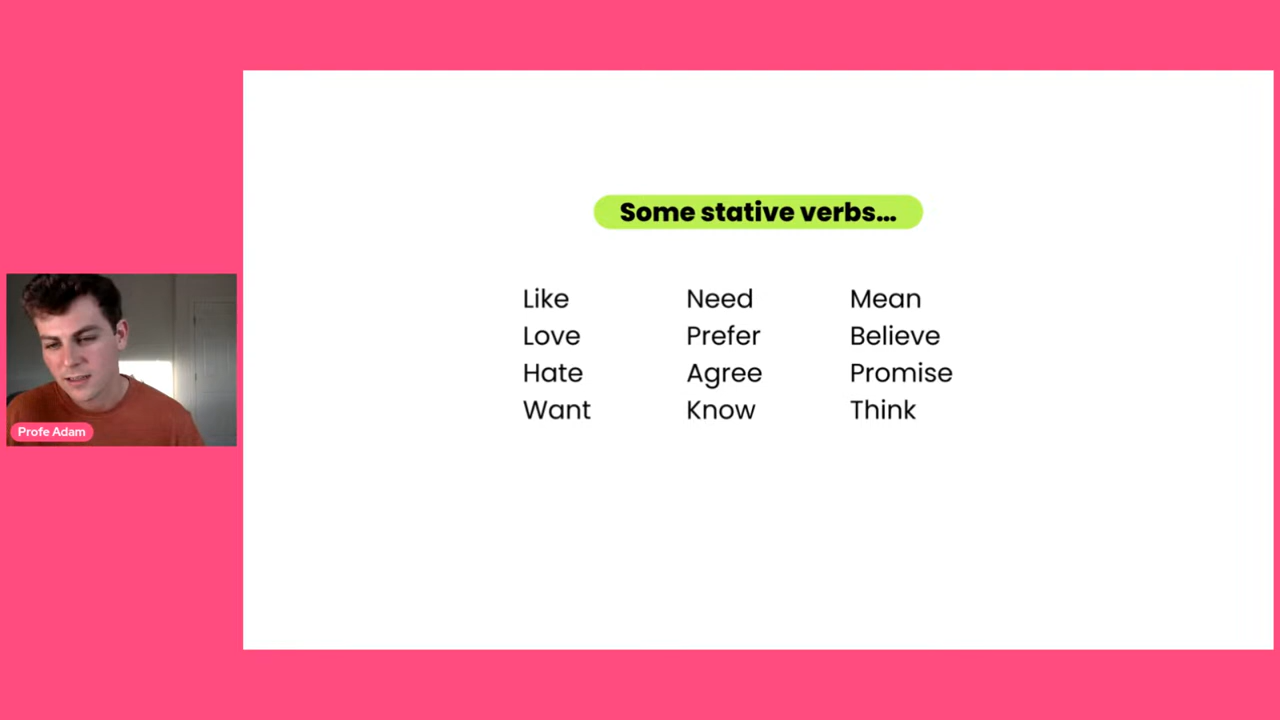 Some stative verbs...
Like
Love
Hate
Want
Need
Prefer
Agree
Know
Mean
Believe
Promise
Think
Profe Adam